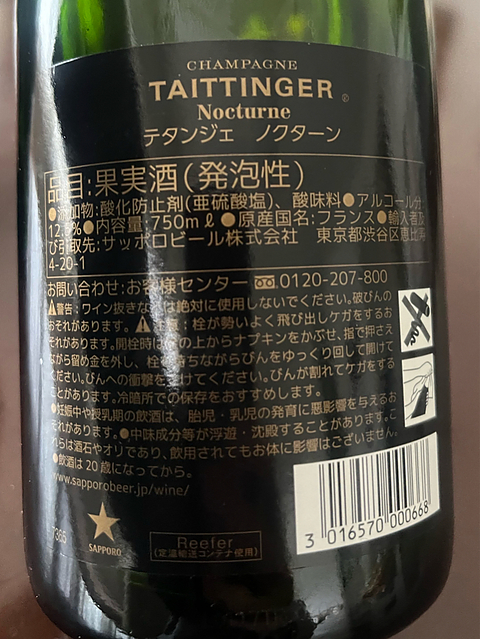 CHAMPAGNE
TAITTINGER
Nocturne
テタンジェ ノクターン
品目:果実酒(発泡性)
●添加物:酸化防止剤(亜硫酸塩)、酸味料●アルコール分:
12.5%●内容量:750mℓ●原産国名:フランス●輸入者及
び引取先:サッポロビール株式会社 東京都渋谷区恵比寿
4-20-1
お問い合わせ:お客様センター 0120-207-800
⚠警告:ワイン抜きなどは絶対に使用しないでください。破びんの
おそれがあります。⚠注意:栓が勢いよく飛び出しケガをするお
それがあります。開栓時は栓の上からナプキンをかぶせ、指で押さえ
ながら留め金を外し、栓を持ちながらびんをゆっくり回して開けて
ください。びんへの衝撃を避けてください。びんが割れてケガをする
ことがあります。冷暗所での保存をおすすめします。
●妊娠中や授乳期の飲酒は、胎児・乳児の発育に悪影響を与えるお
それがあります。●中味成分等が浮遊・沈殿することがあります。こ
れらは酒石やオリであり、飲用されてもお体に影響はございません。
●飲酒は20歳になってから。
www.sapporobeer.jp/wine/
SAPPORO
Reefer
(定温輸送コンテナ使用)
3 016570 000668